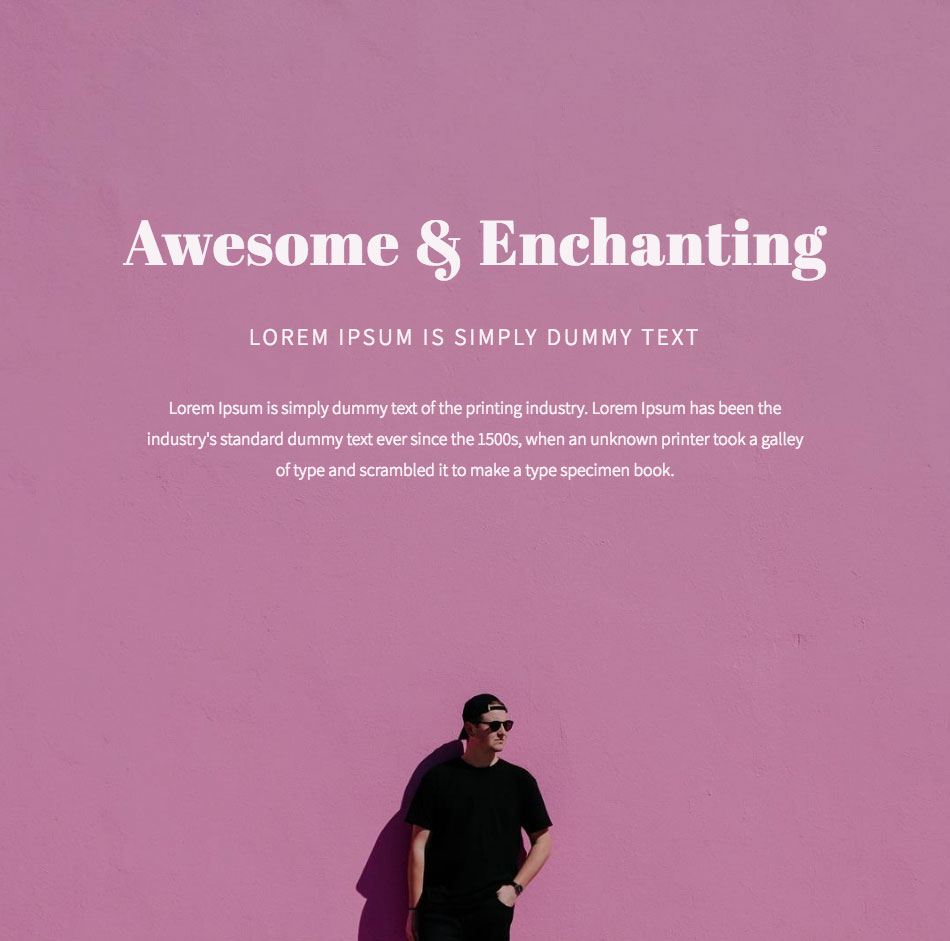 Awesome & Enchanting
LOREM IPSUM IS SIMPLY DUMMY TEXT
Lorem Ipsum is simply dummy text of the printing industry. Lorem Ipsum has been the
industry's standard dummy text ever since the 1500s, when an unknown printer took a galley
of type and scrambled it to make a type specimen book.